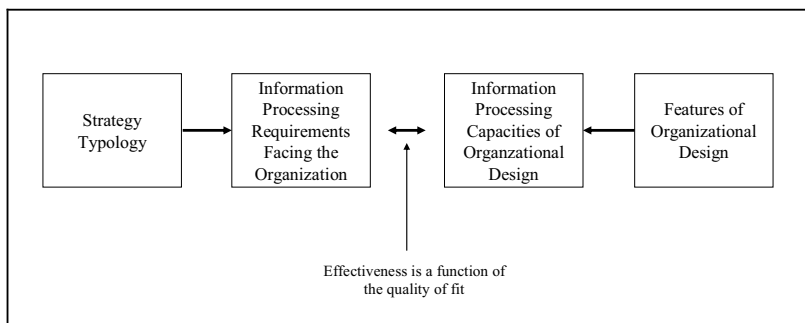 Strategy
Typology
Information
Processing
Requirements
Facing the
Organization
Information
Processing
Capacities of
Organzational
Design
Features of
Organizational
Design
Effectiveness is a function of
the quality of fit